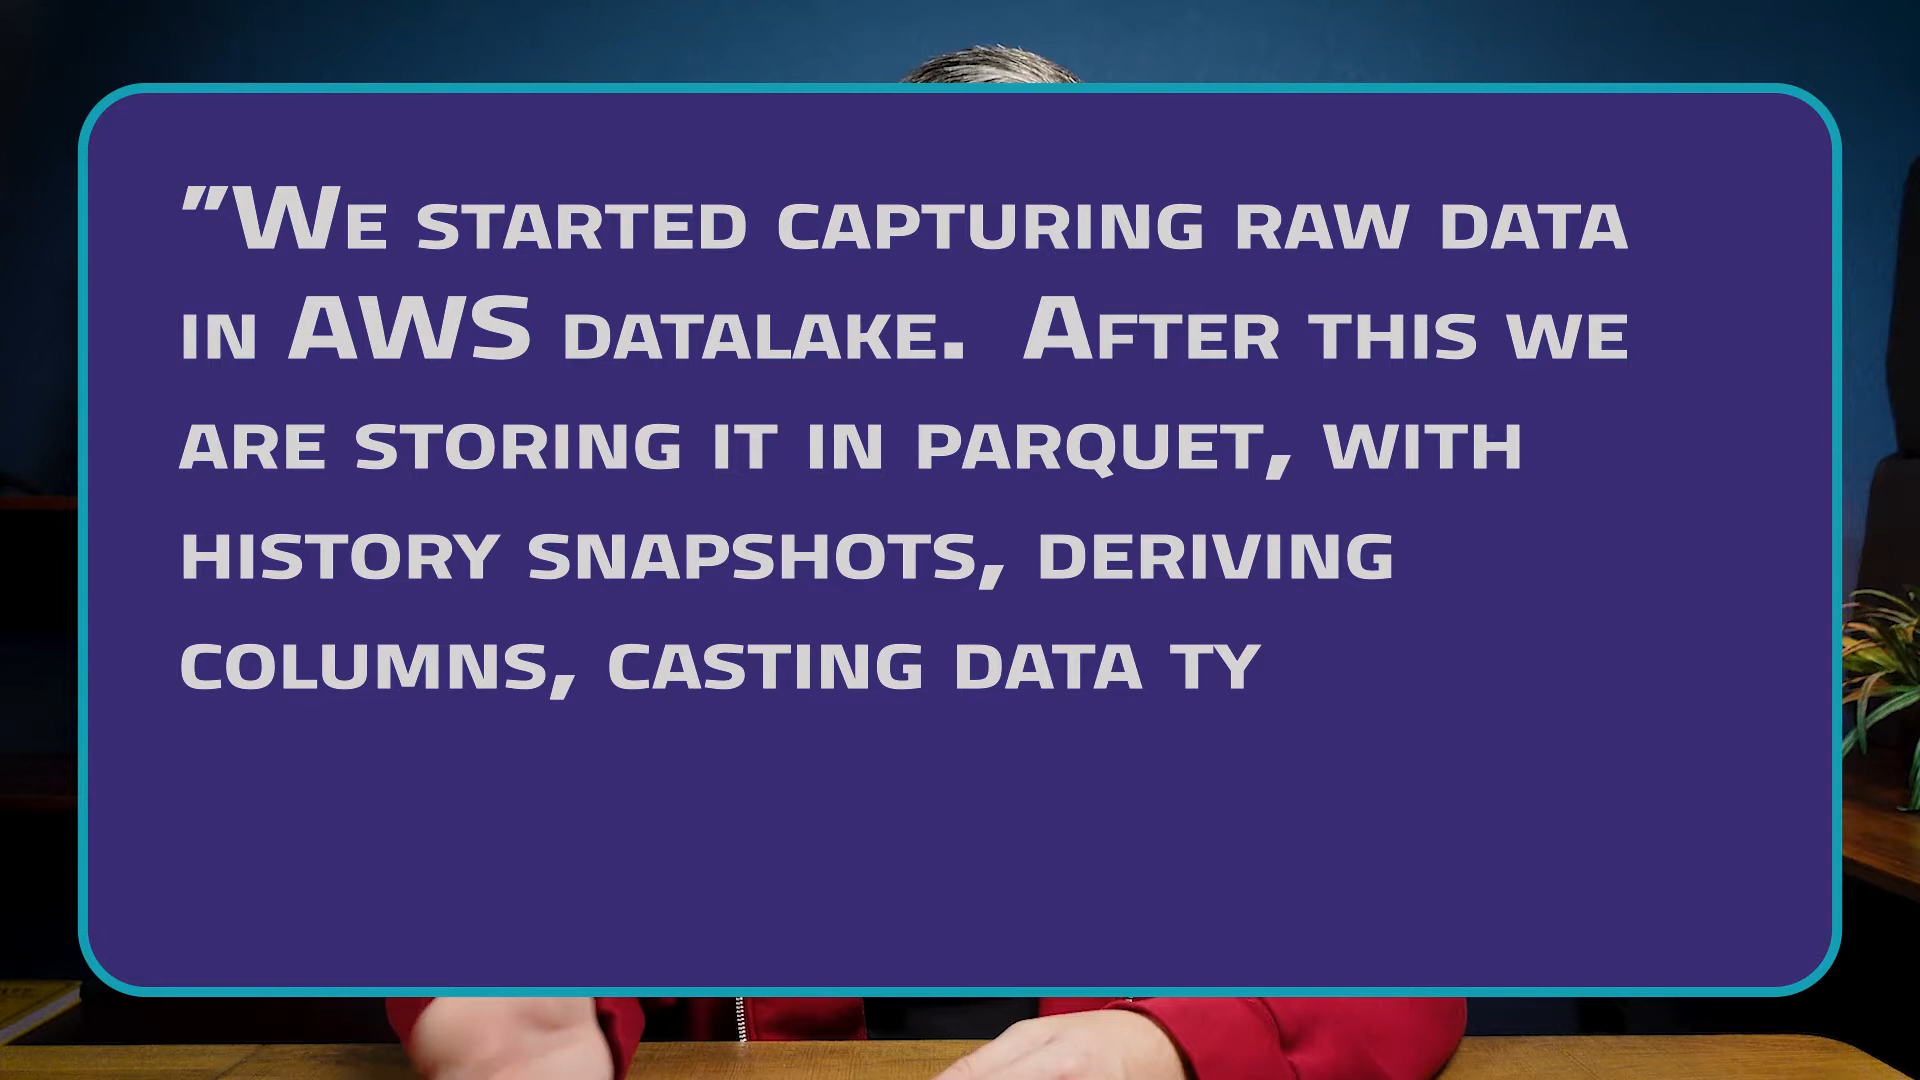 "We started capturing raw data
in AWS datalake.  After this we
are storing it in parquet, with
history snapshots, deriving
columns, casting data ty